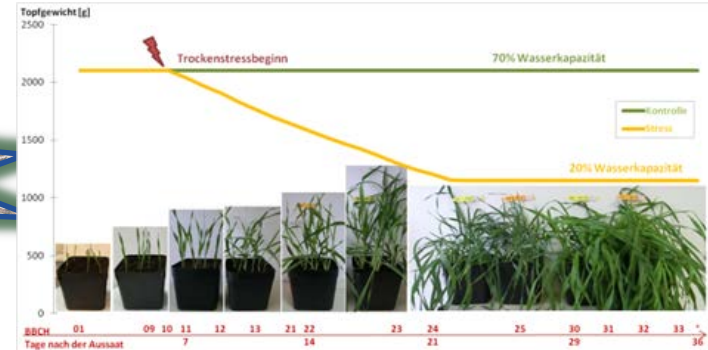 Topfgewicht [g]
2500
Trockenstressbeginn
70% Wasserkapazität
2000
Kontrolle
Stress
1500
20% Wasserkapazität
1000
500
0
BBCH 01 09 10 11 12 13 21 22 23 24 25 30 31 32 33
Tage nach der Aussaat 7 14 21 29 36